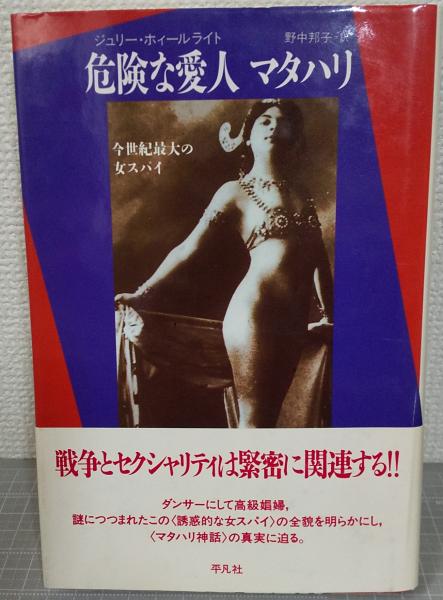 ジュリー・ホィールライト
野中邦子
危険な愛人 マタハリ
今世紀最大の
女スパイ
戦争とセクシャリティは緊密に関連する!!
ダンサーにして高級娼婦,
謎につつまれたこの〈誘惑的な女スパイ〉の全貌を明らかにし,
〈マタハリ神話〉の真実に迫る。
平凡社